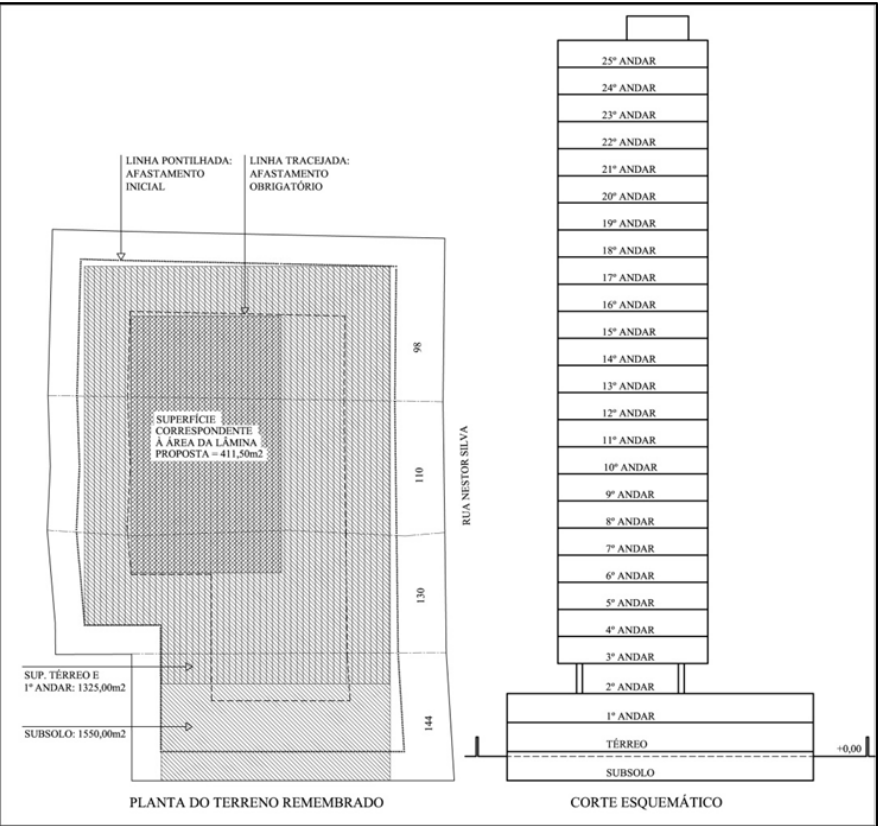 LINHA PONTILHADA:
AFASTAMENTO
INICIAL
LINHA TRACEJADA:
AFASTAMENTO
OBRIGATÓRIO
98
SUPERFÍCIE
CORRESPONDENTE
À ÁREA DA LÂMINA
PROPOSTA = 411,50m2
110
RUA NESTOR SILVA
130
SUP. TÉRREO E
1º ANDAR: 1325,00m2
SUBSOLO: 1550,00m2
144
PLANTA DO TERRENO REMEMBRADO
25º ANDAR
24º ANDAR
23º ANDAR
22º ANDAR
21º ANDAR
20º ANDAR
19º ANDAR
18º ANDAR
17º ANDAR
16º ANDAR
15º ANDAR
14º ANDAR
13º ANDAR
12º ANDAR
11º ANDAR
10º ANDAR
9º ANDAR
8º ANDAR
7º ANDAR
6º ANDAR
5º ANDAR
4º ANDAR
3º ANDAR
2º ANDAR
1º ANDAR
TÉRREO
+0,00
SUBSOLO
CORTE ESQUEMÁTICO